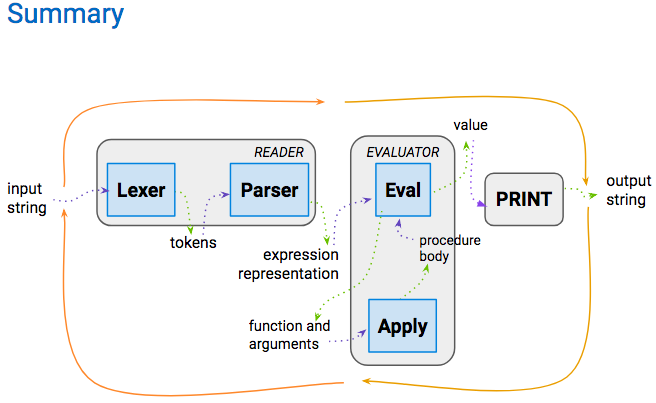 Summary
value
READER
EVALUATOR
input
string
Lexer
Parser
Eval
PRINT
output
string
tokens
expression
representation
procedure
body
function and
arguments
Apply